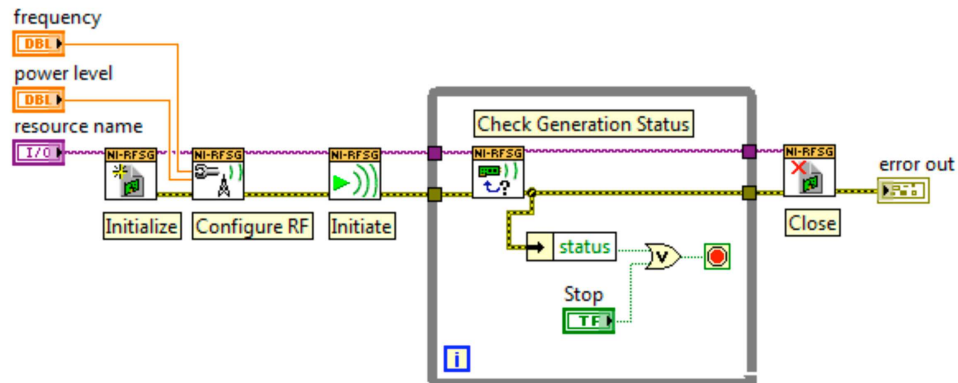 frequency
DBL
power level
DBL
resource name
I/O
NI-RFSG
NI-RFSG
NI-RFSG
NI-RFSG
NI-RFSG
Check Generation Status
?
error out
Initialize
Configure RF
Initiate
Close
status
V
Stop
TF
i